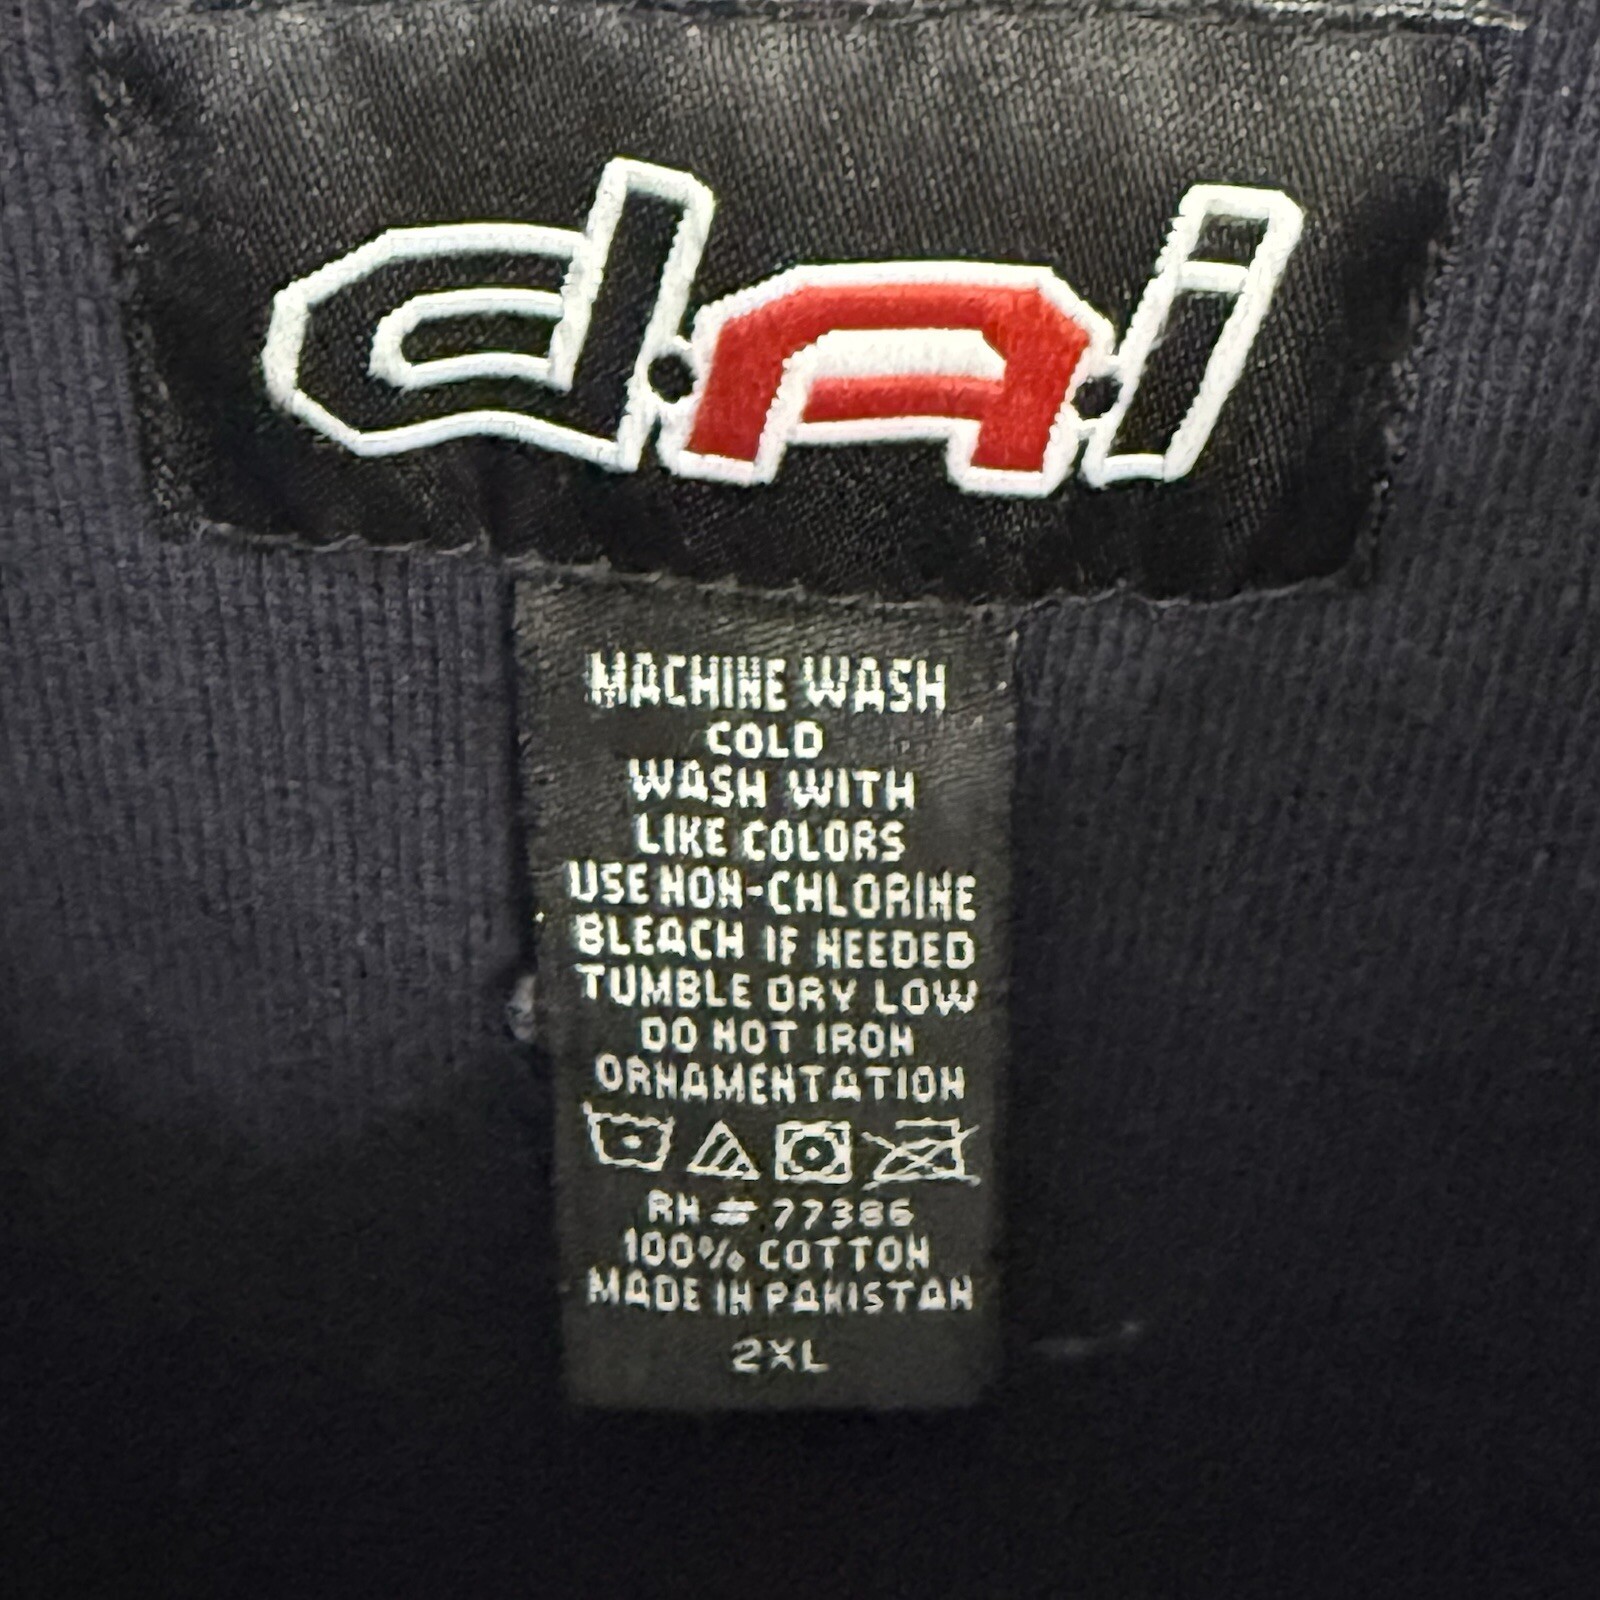 d.A.i
MACHINE WASH
COLD
WASH WITH
LIKE COLORS
USE NON-CHLORINE
BLEACH IF NEEDED
TUMBLE DRY LOW
DO NOT IRON
ORNAMENTATION
RN # 77386
100% COTTON
MADE IN PAKISTAN
2XL